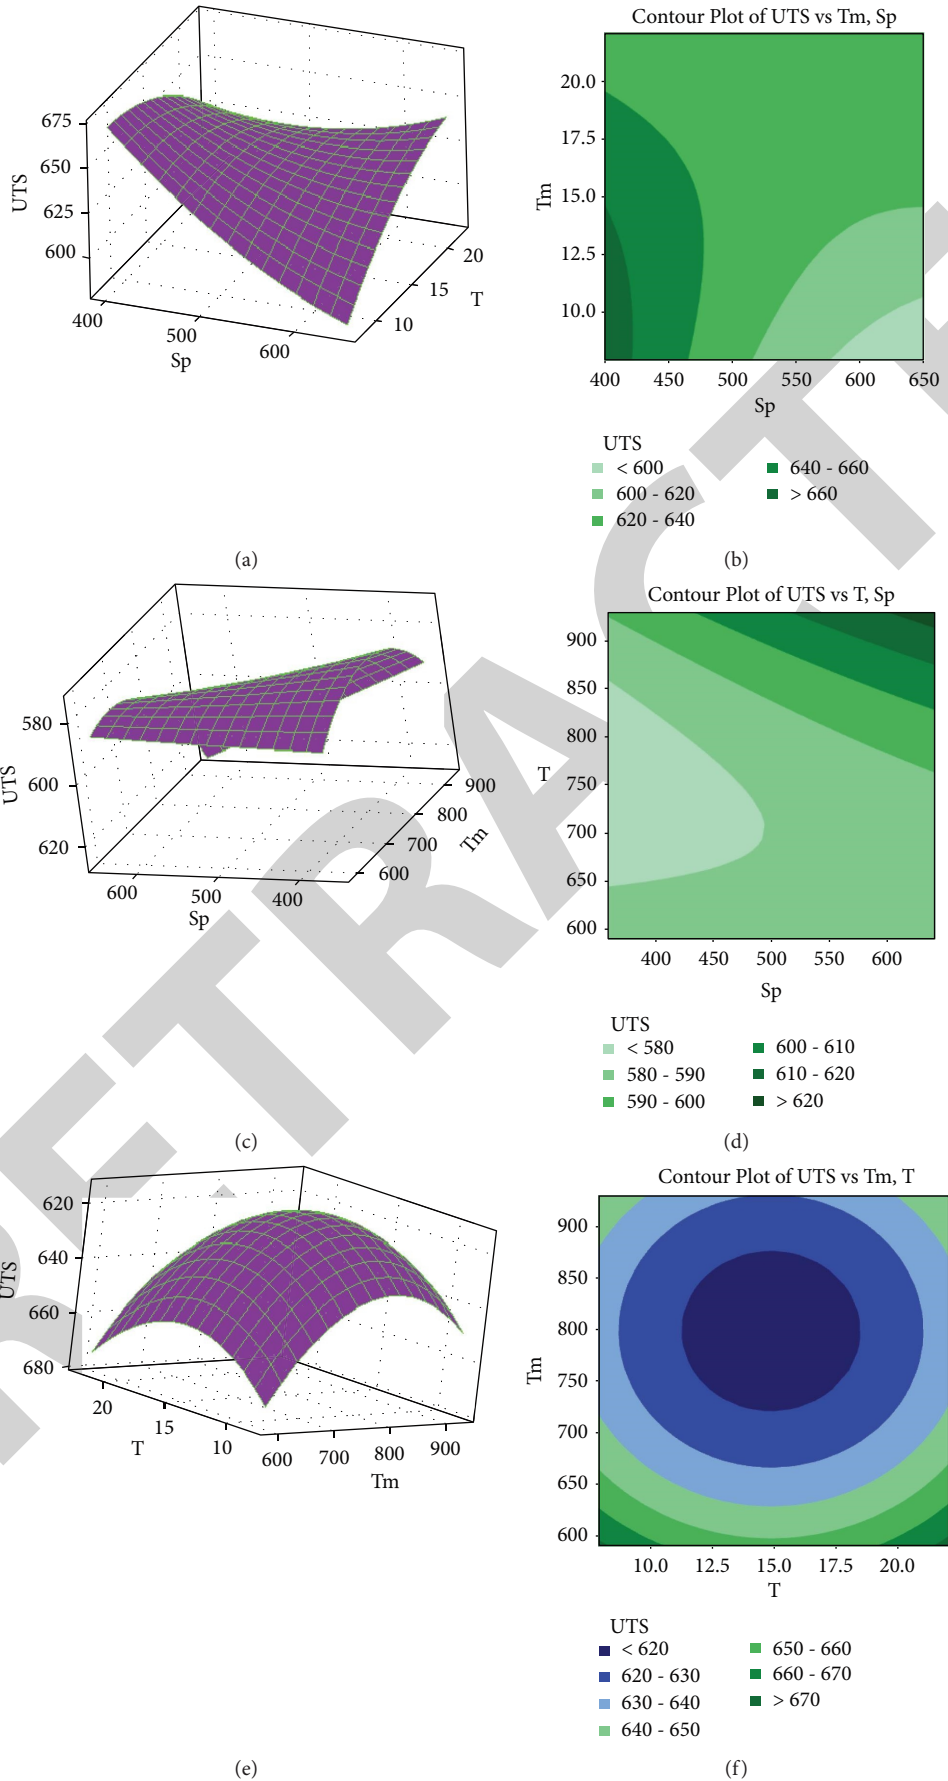 675
650
625
600
UTS
400
500
600
Sp
10
15
20
T
(a)
Contour Plot of UTS vs Tm, Sp
20.0
17.5
15.0
12.5
10.0
Tm
400 450 500 550 600 650
Sp
UTS
< 600
600 - 620
620 - 640
640 - 660
> 660
(b)
580
600
620
UTS
600
500
400
Sp
600
700
800
900
Tm
(c)
Contour Plot of UTS vs T, Sp
900
850
800
750
700
650
600
T
400 450 500 550 600
Sp
UTS
< 580
580 - 590
590 - 600
600 - 610
610 - 620
> 620
(d)
620
640
660
680
UTS
20
15
10
T
600 700 800 900
Tm
(e)
Contour Plot of UTS vs Tm, T
900
850
800
750
700
650
600
Tm
10.0 12.5 15.0 17.5 20.0
T
UTS
< 620
620 - 630
630 - 640
640 - 650
650 - 660
660 - 670
> 670
(f)
RETRACTE